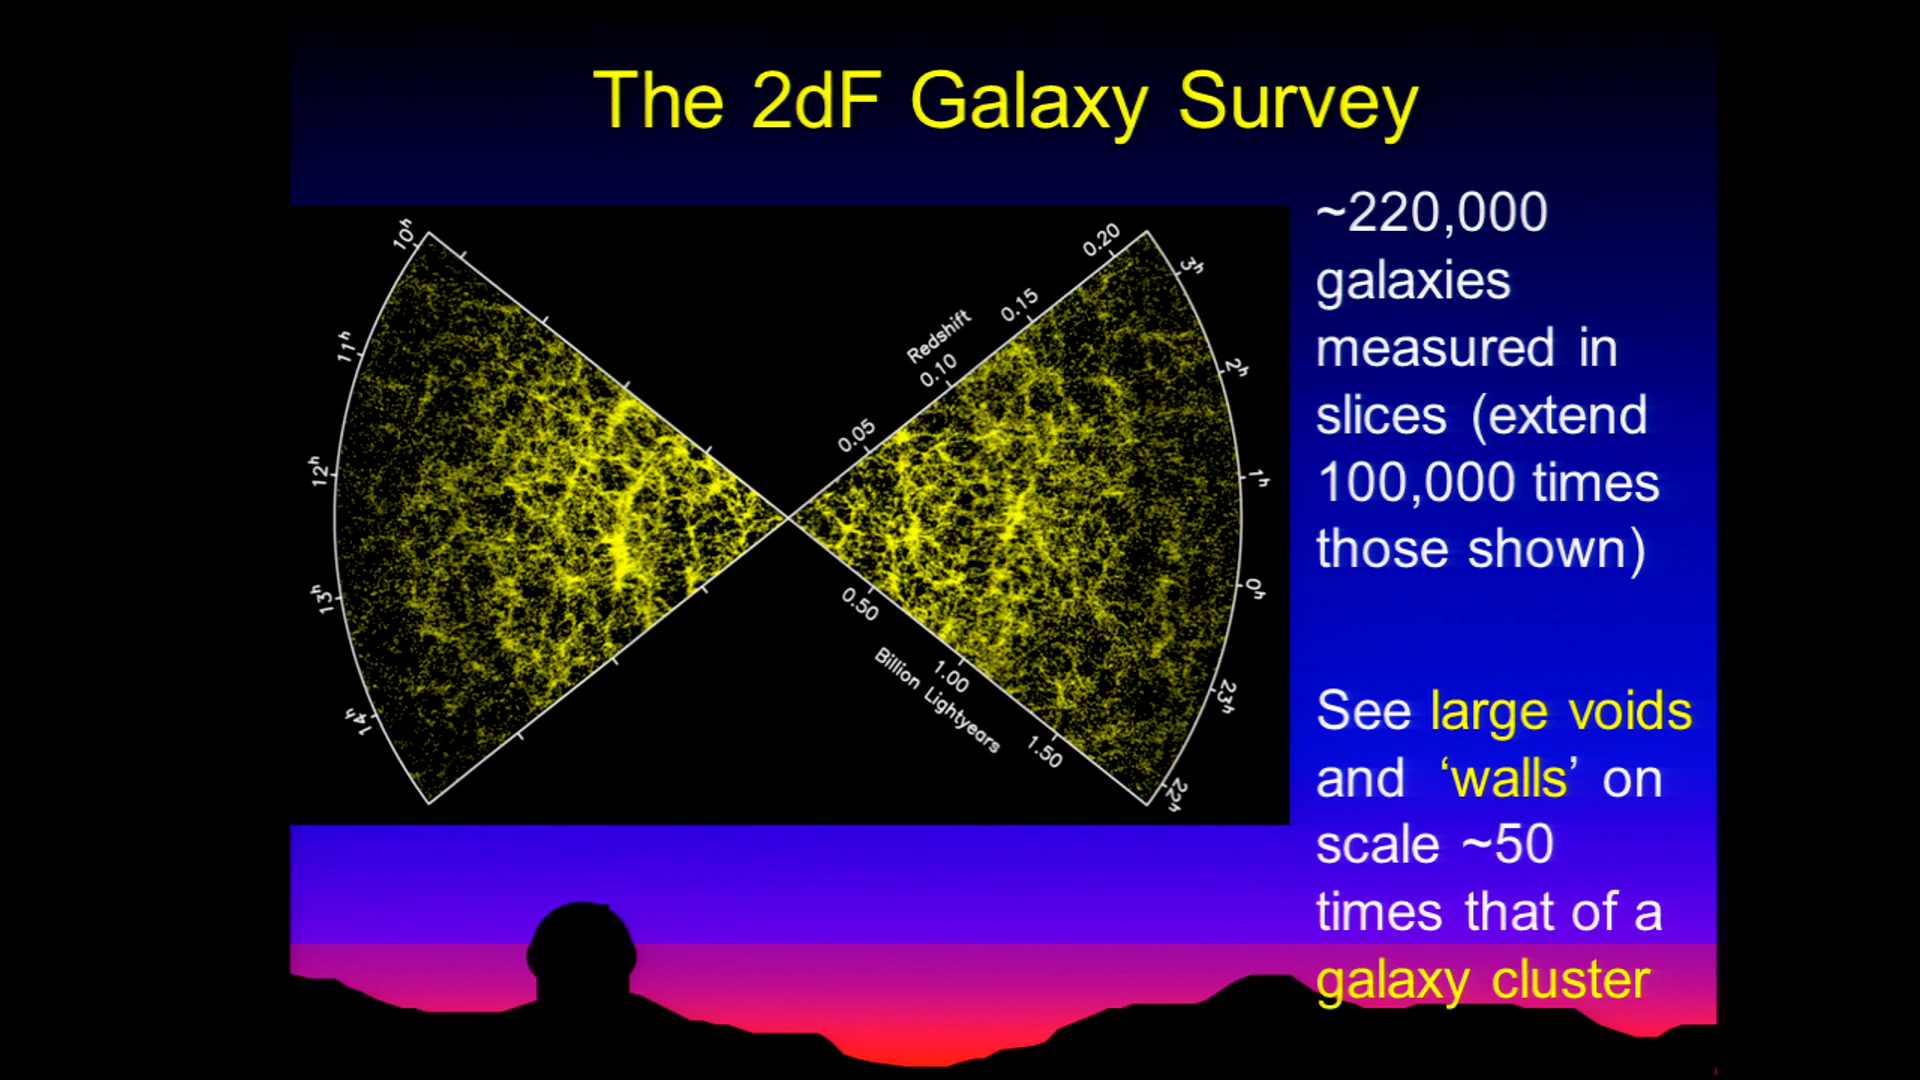 The 2dF Galaxy Survey
~220,000
galaxies
measured in
slices (extend
100,000 times
those shown)
See large voids
and ‘walls’ on
scale ~50
times that of a
galaxy cluster
10h
11h
12h
13h
14h
Redshift
0.05
0.10
0.15
0.20
3h
2h
1h
0h
23h
22h
0.50
1.00
1.50
Billion Lightyears